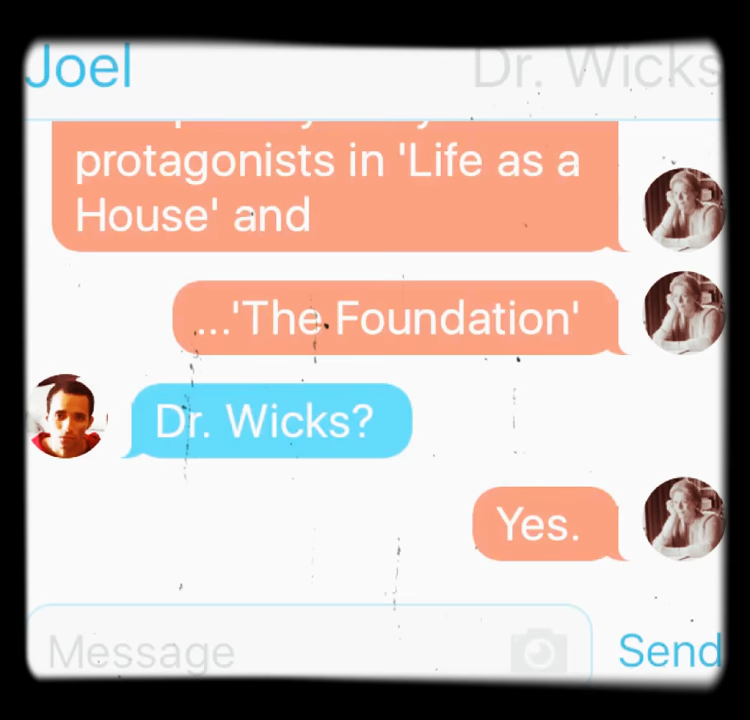 Joel
Dr. Wicks
protagonists in 'Life as a
House' and
...'The Foundation'
Dr. Wicks?
Yes.
Message
Send